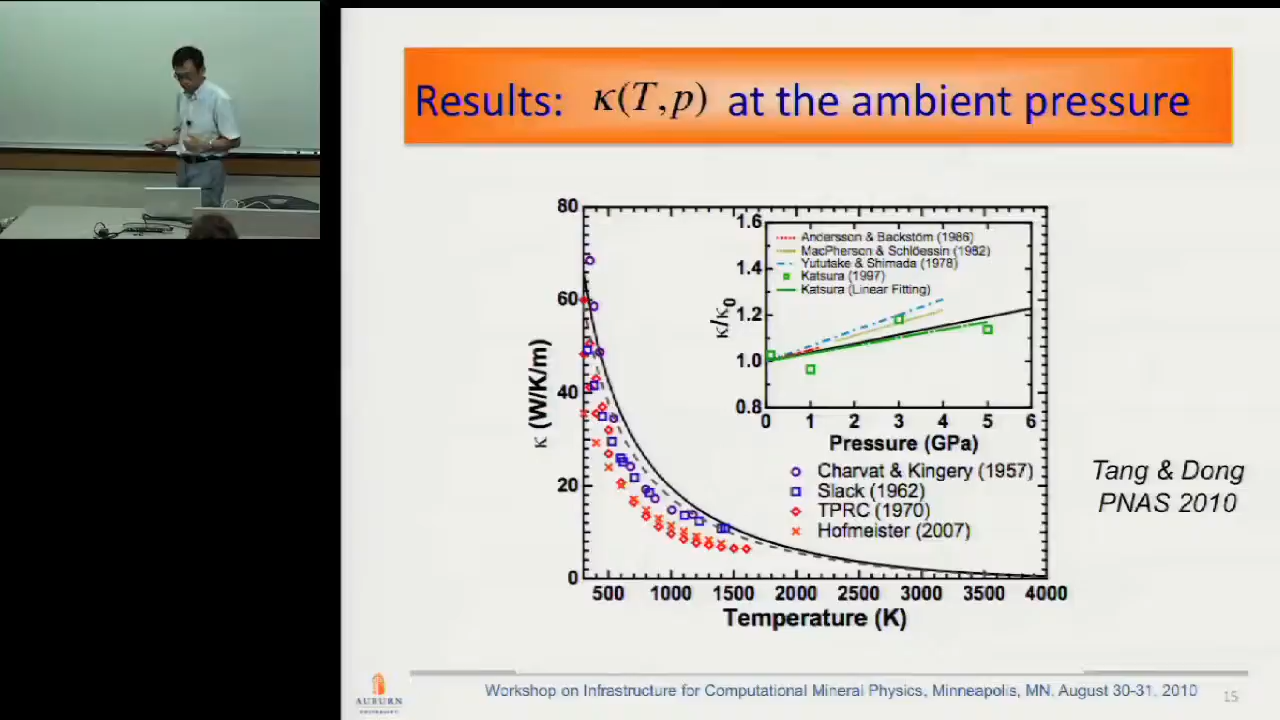 Results: κ(T,p) at the ambient pressure
80
60
40
20
0
κ (W/K/m)
500 1000 1500 2000 2500 3000 3500 4000
Temperature (K)
1.6
1.4
1.2
1.0
0.8
κ/κ0
0 1 2 3 4 5 6
Pressure (GPa)
Andersson & Backstöm (1986)
MacPherson & Schlöessin (1982)
Yututake & Shimada (1978)
Katsura (1997)
Katsura (Linear Fitting)
Charvat & Kingery (1957)
Slack (1962)
TPRC (1970)
Hofmeister (2007)
Tang & Dong
PNAS 2010
AUBURN
UNIVERSITY
Workshop on Infrastructure for Computational Mineral Physics, Minneapolis, MN. August 30-31, 2010
15